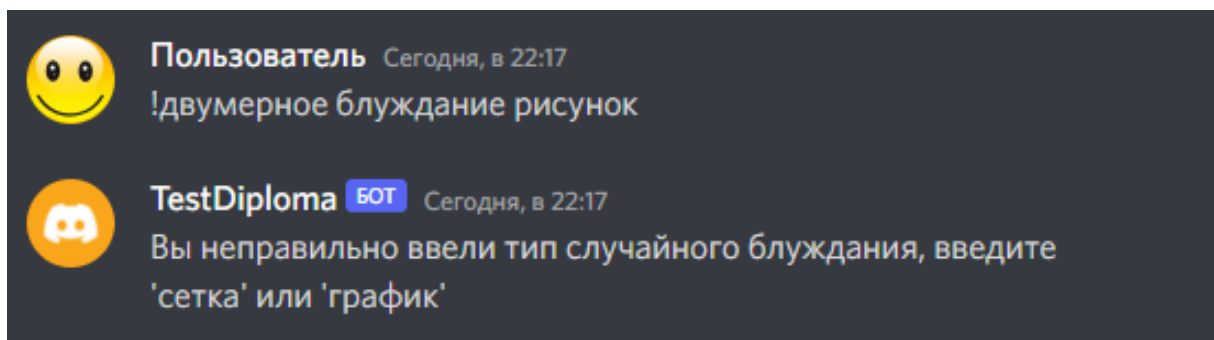 Пользователь Сегодня, в 22:17
!двумерное блуждание рисунок
TestDiploma БОТ Сегодня, в 22:17
Вы неправильно ввели тип случайного блуждания, введите
'сетка' или 'график'